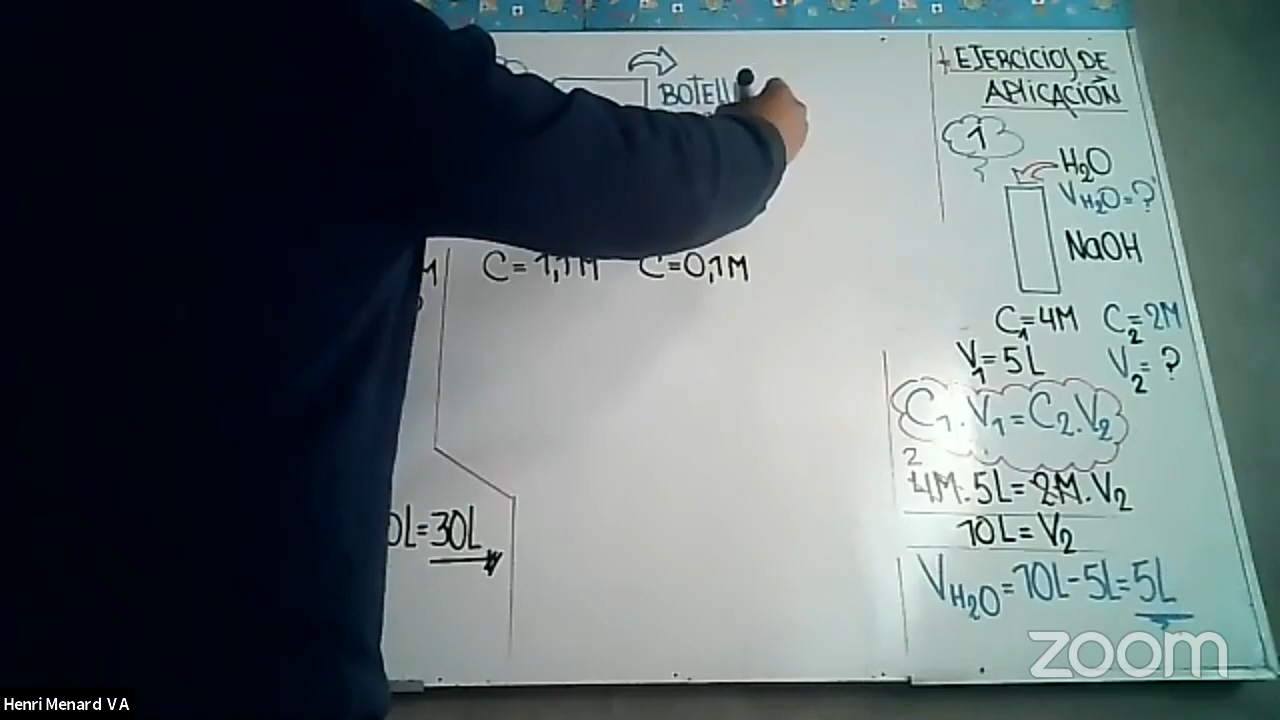 BOTELL
C=1,1M C=0,1M
0L=30L
EJERCICIOS DE
APLICACIÓN
1
H2O
VH2O=?
NaOH
C1=4M C2=2M
V1=5L V2=?
C1.V1=C2.V2
2
4M.5L=2M.V2
10L=V2
VH2O=10L-5L=5L
zoom
Henri Menard VA